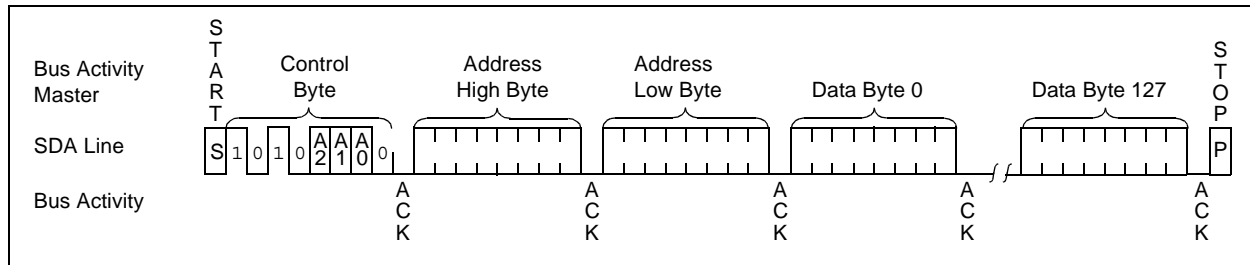 START
STOP
Bus Activity
Master
Control
Byte
Address
High Byte
Address
Low Byte
Data Byte 0
Data Byte 127
SDA Line
S 1 0 1 0 A2 A1 A0 0 P
Bus Activity
ACK ACK ACK ACK ACK